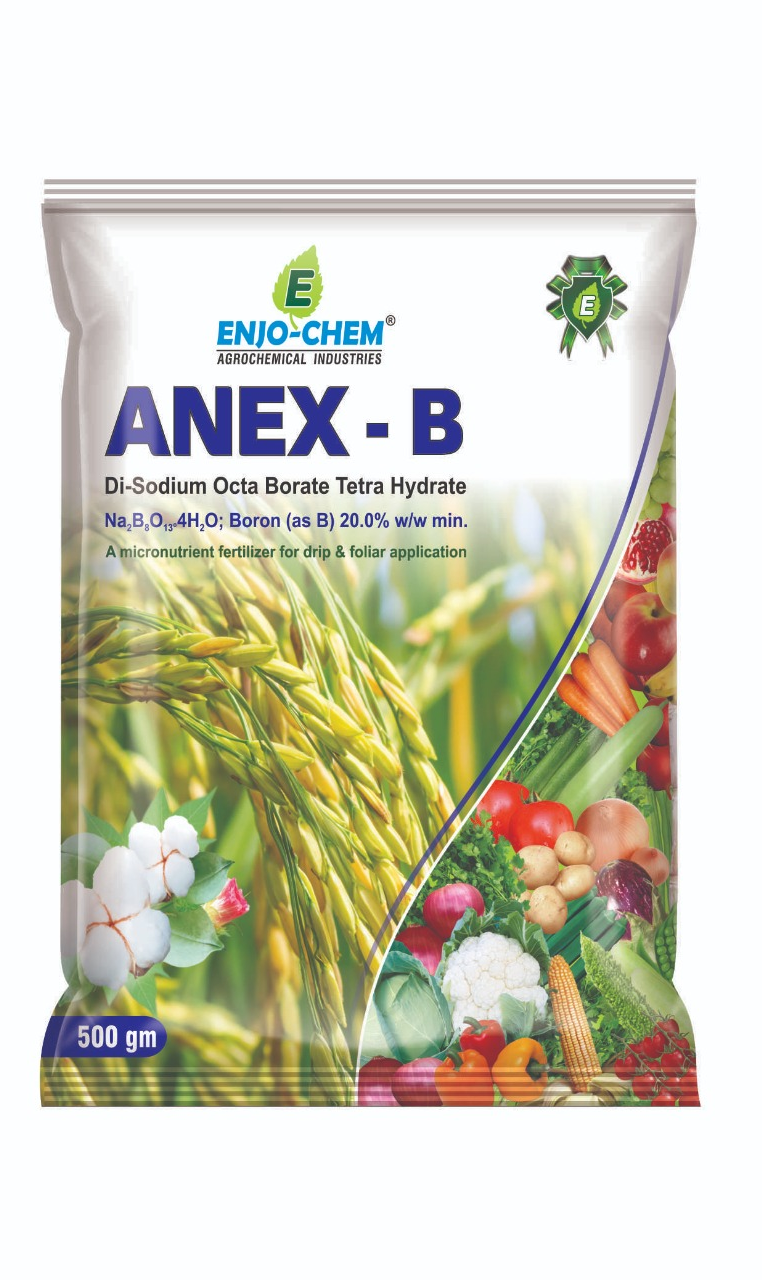 E
ENJO-CHEM®
AGROCHEMICAL INDUSTRIES
E
ANEX - B
Di-Sodium Octa Borate Tetra Hydrate
Na₂B₈O₁₃•4H₂O; Boron (as B) 20.0% w/w min.
A micronutrient fertilizer for drip & foliar application
500 gm